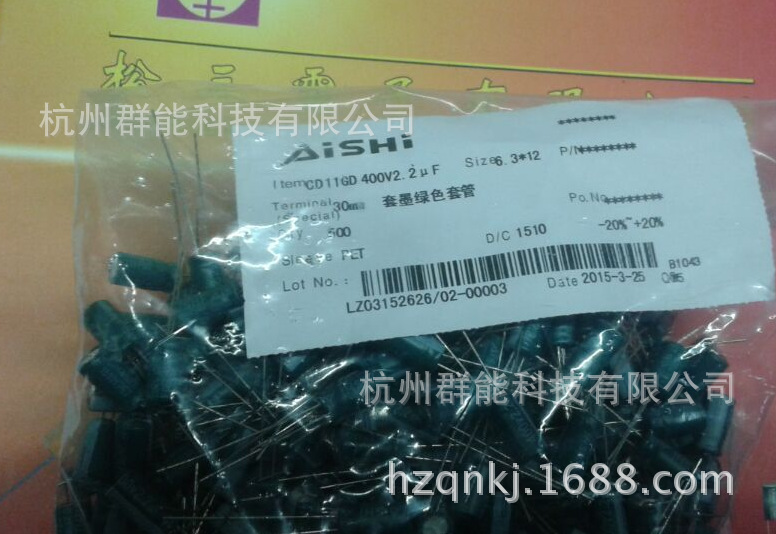 杭州群能科技有限公司
AiSHi
********
Item CD11GD 400V2.2μF Size 6.3*12 P/N ********
Terminal 30mm 套墨绿色套管 Po.No ********
(Special)
500 D/C 1510 -20%~+20%
Sleeve PET
Lot No.: B1043
LZ03152626/02-00003 Date 2015-3-25
杭州群能科技有限公司
hzqnkj.1688.com